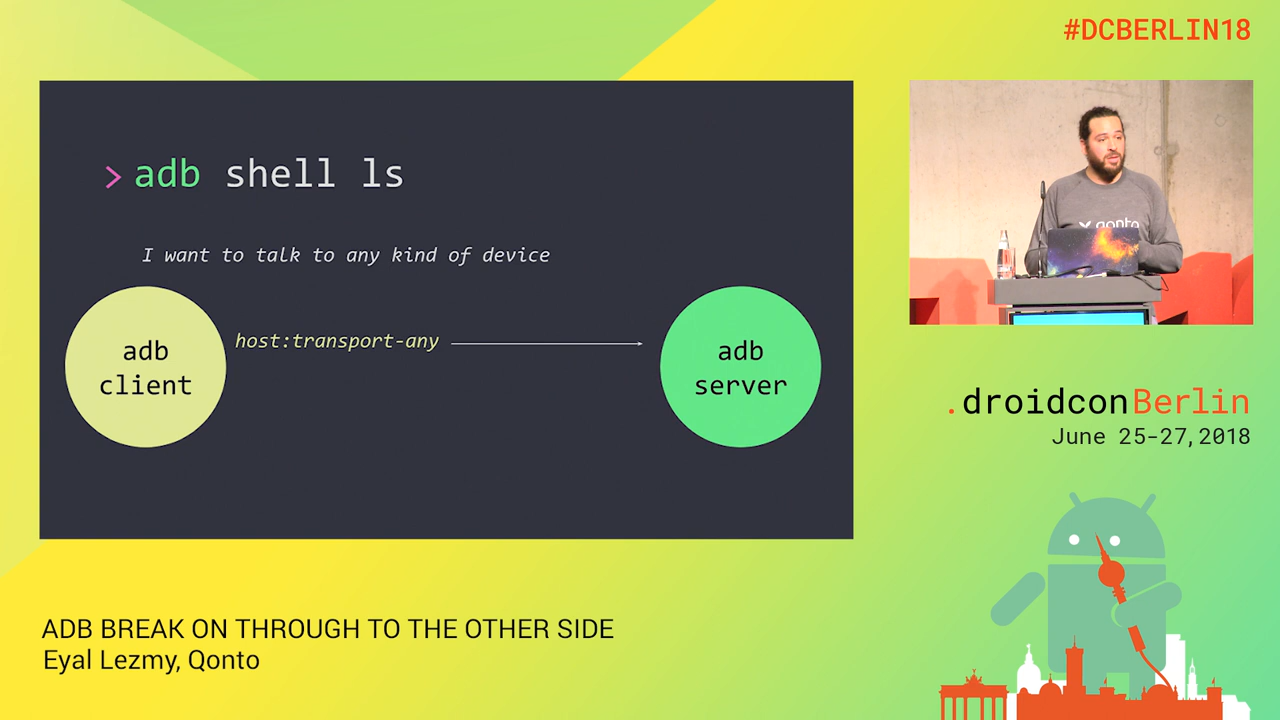 #DCBERLIN18
> adb shell ls
I want to talk to any kind of device
adb client
host:transport-any
adb server
qonto
.droidconBerlin
June 25-27,2018
ADB BREAK ON THROUGH TO THE OTHER SIDE
Eyal Lezmy, Qonto